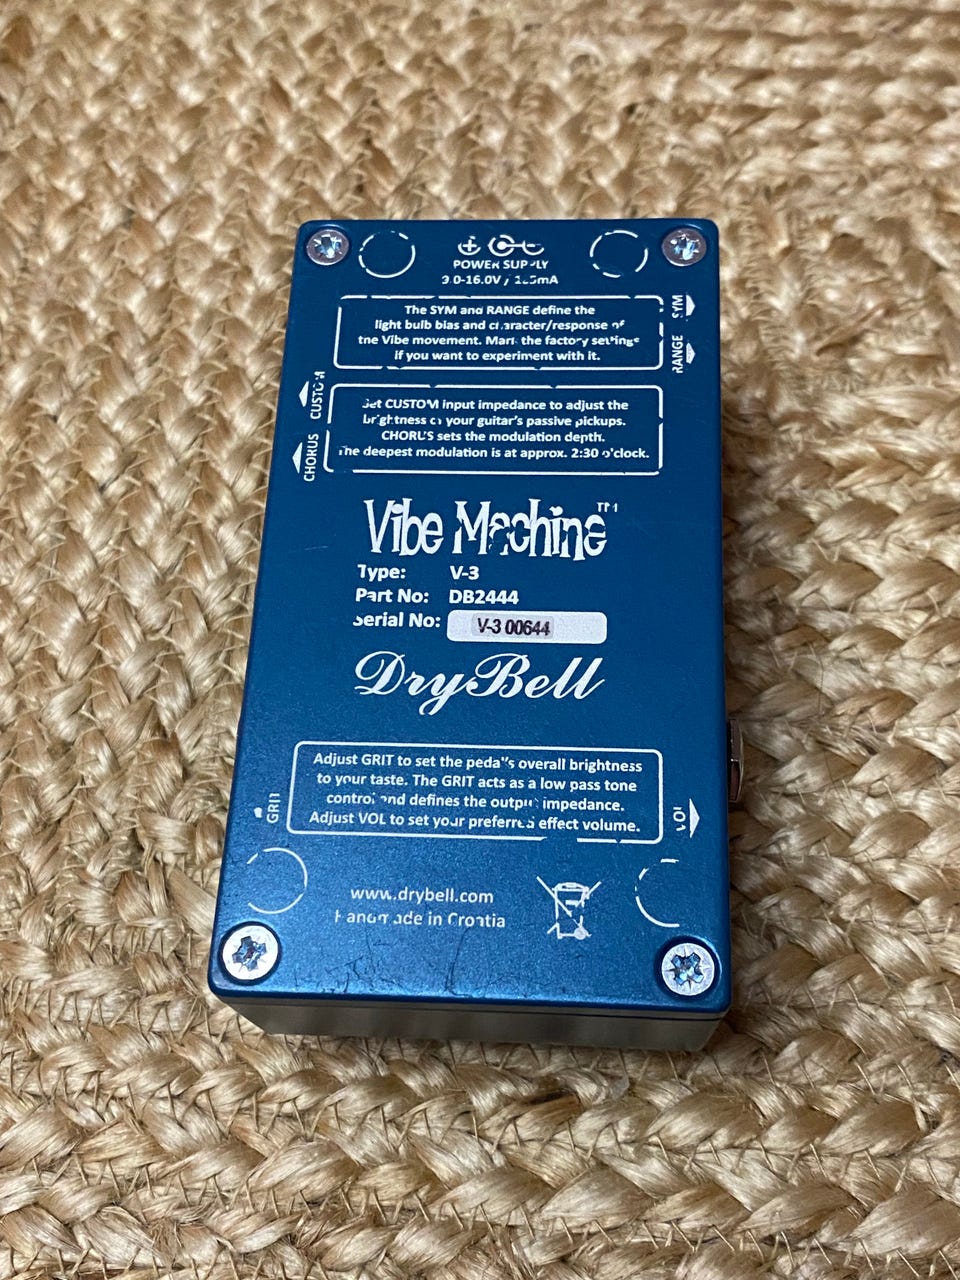 POWER SUPPLY
SYM
The SYM and RANGE define the
light bulb bias and character/response of
the Vibe movement. Mark the factory settings
if you want to experiment with it.
RANGE
CUSTOM
Set CUSTOM input impedance to adjust the
brightness on your guitar's passive pickups.
CHORUS sets the modulation depth.
The deepest modulation is at approx. 2:30 o'clock.
CHORUS
Vibe Machine™
Type: V-3
Part No: DB2444
Serial No: V-3 00644
DryBell
Adjust GRIT to set the pedal's overall brightness
to your taste. The GRIT acts as a low pass tone
control and defines the output impedance.
Adjust VOL to set your preferred effect volume.
GRIT
VOL
www.drybell.com
Handmade in Croatia